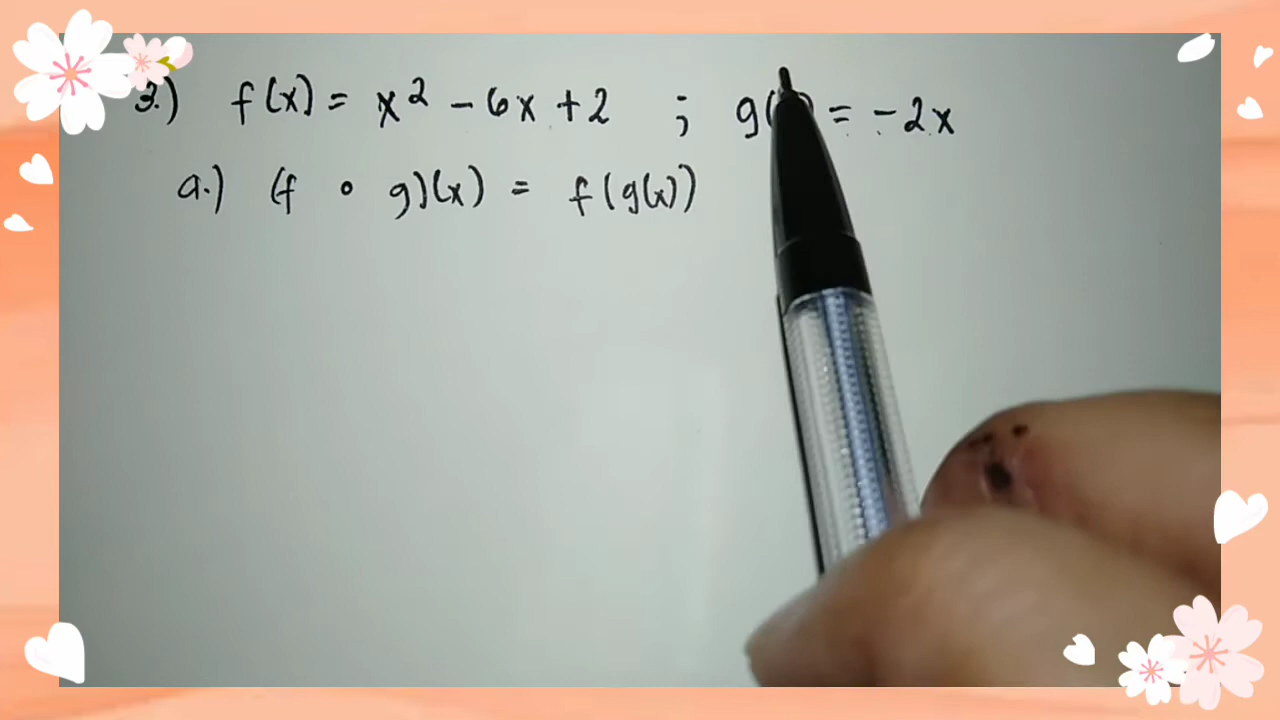 3.) f(x) = x² - 6x + 2 ; g( ) = -2x
a.) (f ∘ g)(x) = f(g(x))